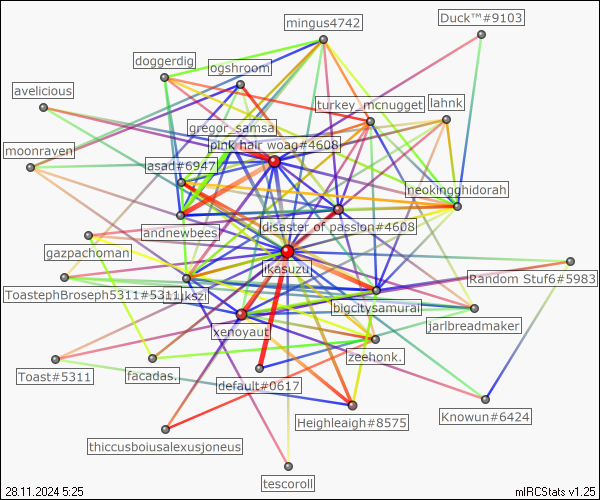 mingus4742
Duck™#9103
doggerdig
ogshroom
avelicious
turkey_mcnugget
lahnk
gregor_samsa
pink hair woag#4608
moonraven
asad#6947
neokingghidorah
andnewbees
disaster of passion#4608
gazpachoman
ikasuzu
Random Stuf6#5983
ToastephBroseph5311#5311
kszi
bigcitysamurai
jarlbreadmaker
xenoyaut
zeehonk.
Toast#5311
facadas.
default#0617
Heighleigh#8575
Knowun#6424
thiccusboiusalexusjoneus
tescoroll
28.11.2024 5:25
mIRCStats v1.25